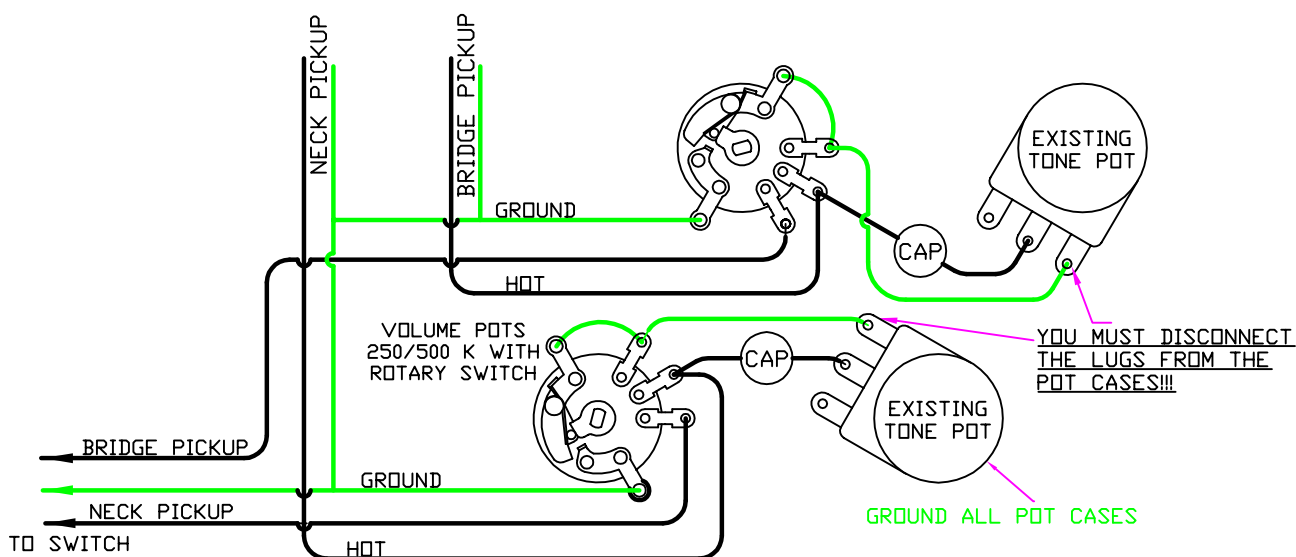 NECK PICKUP
BRIDGE PICKUP
GROUND
HOT
EXISTING
TONE POT
CAP
VOLUME POTS
250/500 K WITH
ROTARY SWITCH
CAP
YOU MUST DISCONNECT
THE LUGS FROM THE
POT CASES!!!
EXISTING
TONE POT
BRIDGE PICKUP
GROUND
NECK PICKUP
TO SWITCH
HOT
GROUND ALL POT CASES